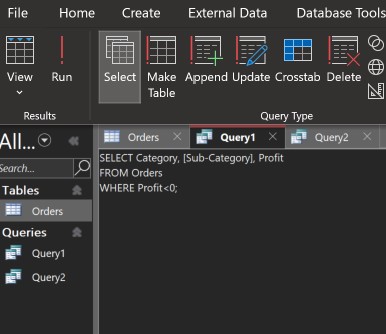 File Home Create External Data Database Tools
View Run Select Make Table Append Update Crosstab Delete
Results Query Type
All... Orders Query1 Query2
Search...
SELECT Category, [Sub-Category], Profit
FROM Orders
WHERE Profit<0;
Tables
Orders
Queries
Query1
Query2